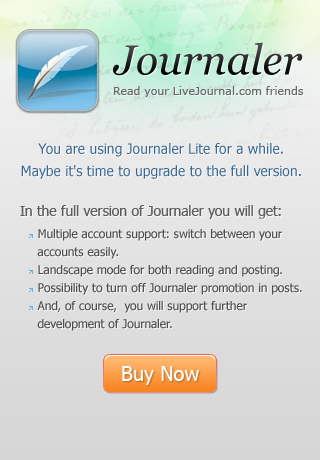 Journaler
Read your LiveJournal.com friends
You are using Journaler Lite for a while.
Maybe it's time to upgrade to the full version.
In the full version of Journaler you will get:
Multiple account support: switch between your
accounts easily.
Landscape mode for both reading and posting.
Possibility to turn off Journaler promotion in posts.
And, of course, you will support further
development of Journaler.
Buy Now